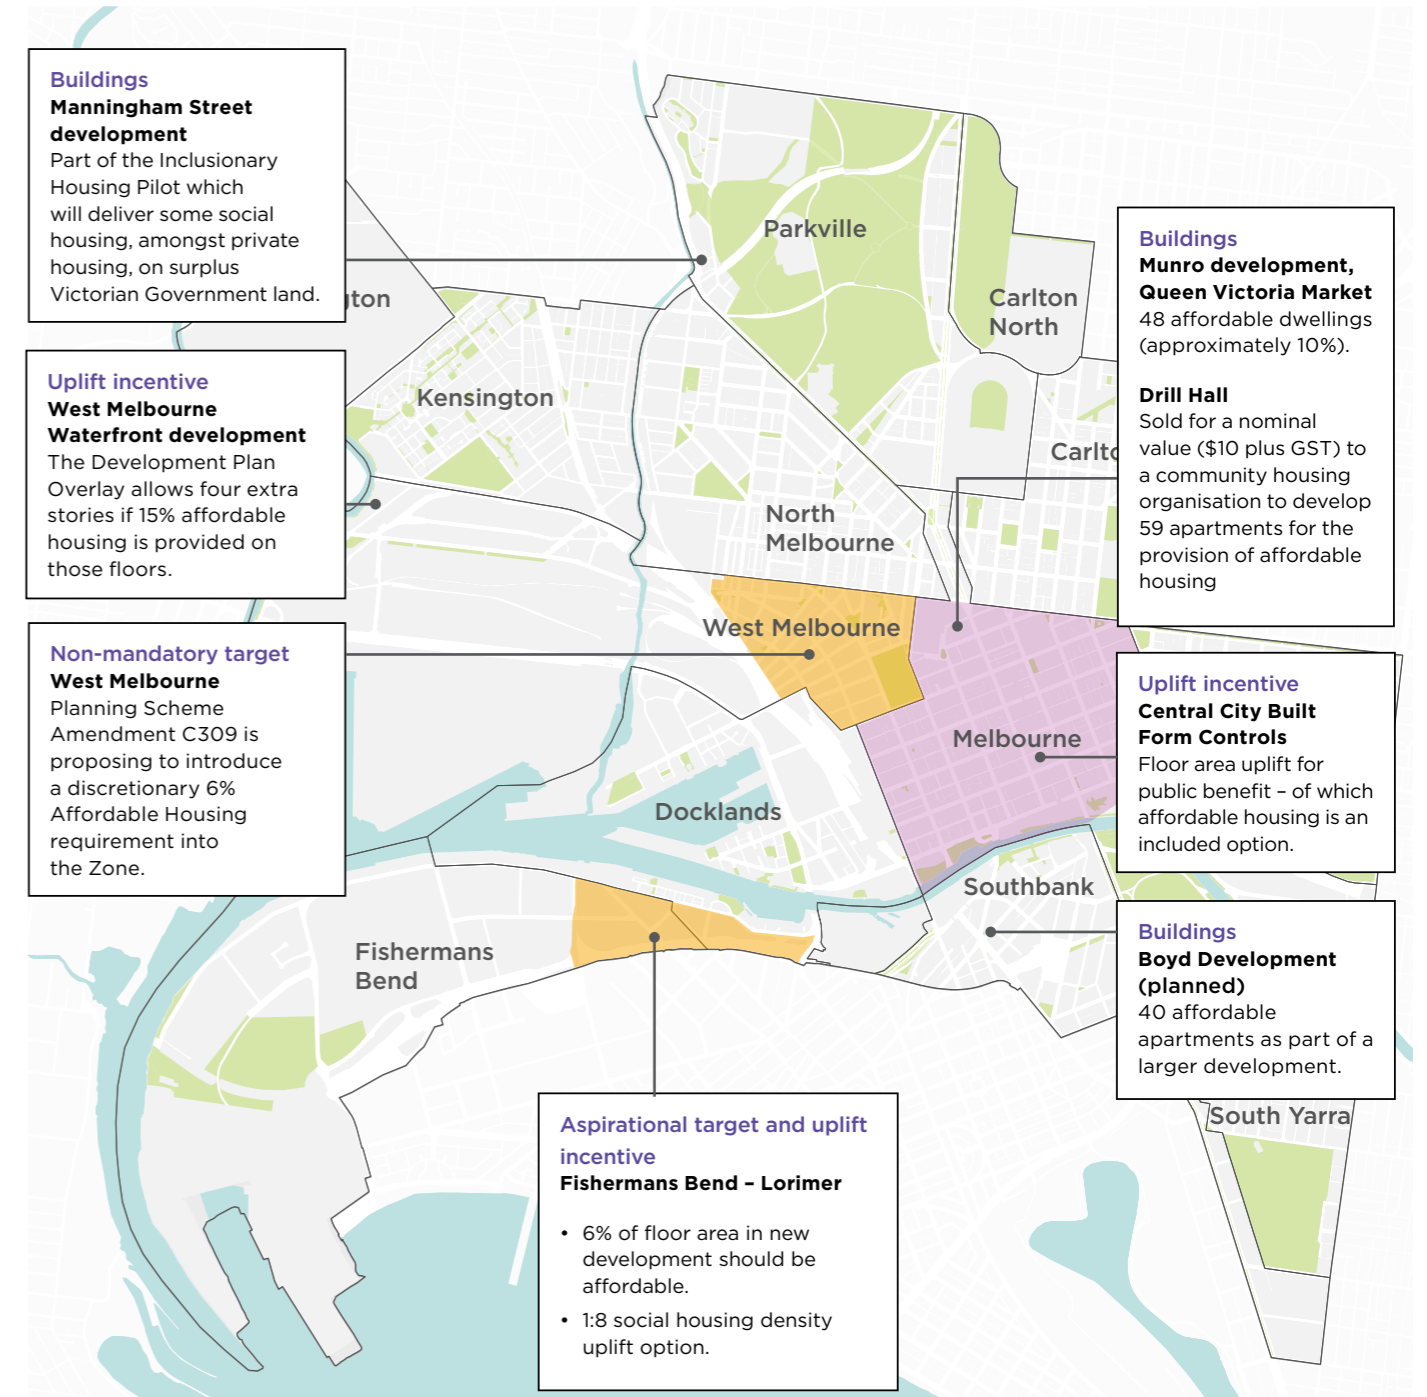 Buildings
Manningham Street
development
Part of the Inclusionary
Housing Pilot which
will deliver some social
housing, amongst private
housing, on surplus
Victorian Government land.
Uplift incentive
West Melbourne
Waterfront development
The Development Plan
Overlay allows four extra
stories if 15% affordable
housing is provided on
those floors.
Non-mandatory target
West Melbourne
Planning Scheme
Amendment C309 is
proposing to introduce
a discretionary 6%
Affordable Housing
requirement into
the Zone.
gton
Kensington
Parkville
Carlton
North
Carlto
North
Melbourne
West Melbourne
Melbourne
Docklands
Southbank
Fishermans
Bend
South Yarra
Buildings
Munro development,
Queen Victoria Market
48 affordable dwellings
(approximately 10%).
Drill Hall
Sold for a nominal
value ($10 plus GST) to
a community housing
organisation to develop
59 apartments for the
provision of affordable
housing
Uplift incentive
Central City Built
Form Controls
Floor area uplift for
public benefit – of which
affordable housing is an
included option.
Buildings
Boyd Development
(planned)
40 affordable
apartments as part of a
larger development.
Aspirational target and uplift
incentive
Fishermans Bend – Lorimer
• 6% of floor area in new
development should be
affordable.
• 1:8 social housing density
uplift option.